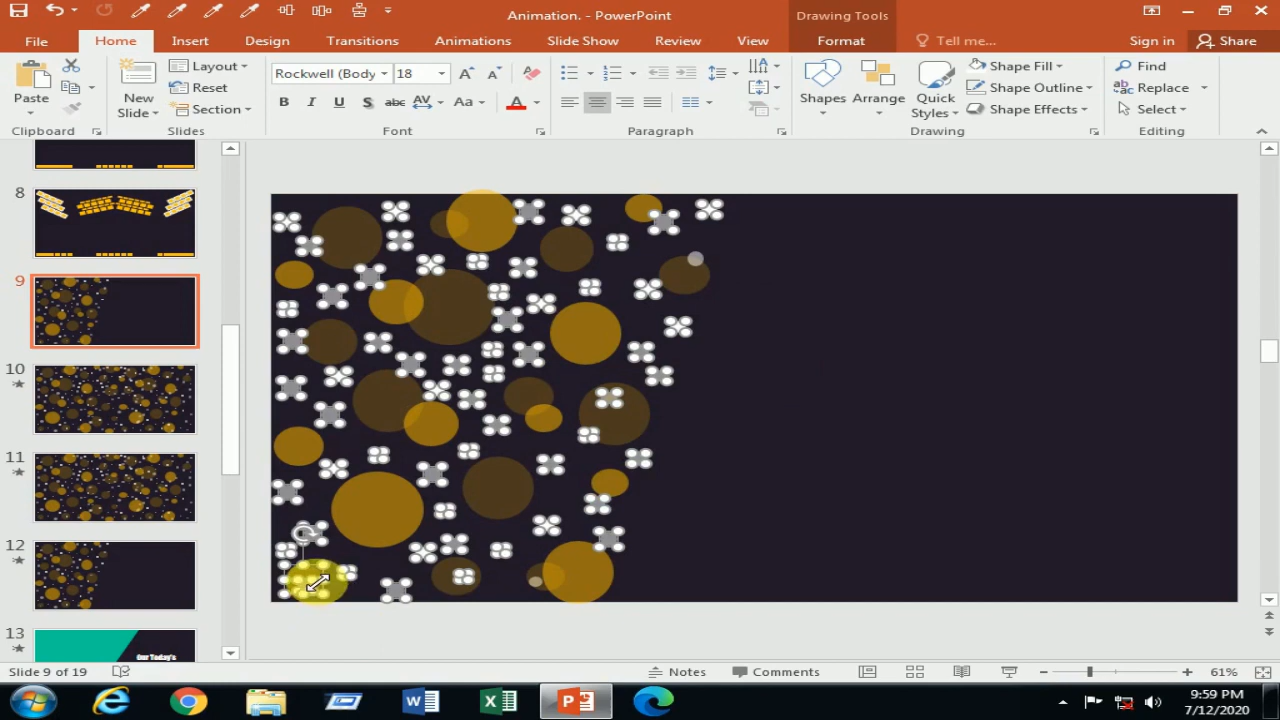 Animation. - PowerPoint
Drawing Tools
File
Home
Insert
Design
Transitions
Animations
Slide Show
Review
View
Format
Tell me...
Sign in
Share
Paste
New Slide
Layout
Reset
Section
Rockwell (Body
18
B I U S abc AV Aa A
Shapes
Arrange
Quick Styles
Shape Fill
Shape Outline
Shape Effects
Find
Replace
Select
Clipboard
Slides
Font
Paragraph
Drawing
Editing
8
9
10
11
12
13
Our Today's
Slide 9 of 19
Notes
Comments
61%
9:59 PM
7/12/2020